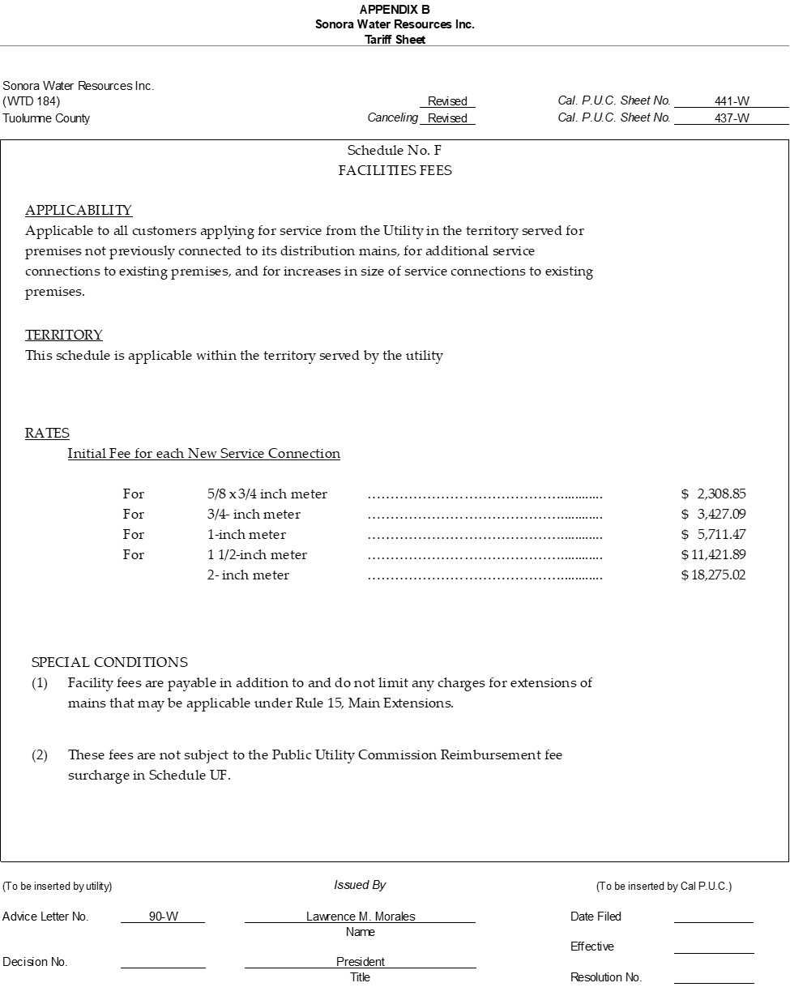 APPENDIX B
Sonora Water Resources Inc.
Tariff Sheet
Sonora Water Resources Inc.
(WTD 184) Revised Cal. P.U.C. Sheet No. 441-W
Tuolumne County Canceling Revised Cal. P.U.C. Sheet No. 437-W
Schedule No. F
FACILITIES FEES
APPLICABILITY
Applicable to all customers applying for service from the Utility in the territory served for
premises not previously connected to its distribution mains, for additional service
connections to existing premises, and for increases in size of service connections to existing
premises.
TERRITORY
This schedule is applicable within the territory served by the utility
RATES
Initial Fee for each New Service Connection
For 5/8 x 3/4 inch meter ................................................ $ 2,308.85
For 3/4- inch meter ................................................ $ 3,427.09
For 1-inch meter ................................................ $ 5,711.47
For 1 1/2-inch meter ................................................ $ 11,421.89
2- inch meter ................................................ $ 18,275.02
SPECIAL CONDITIONS
(1) Facility fees are payable in addition to and do not limit any charges for extensions of
mains that may be applicable under Rule 15, Main Extensions.
(2) These fees are not subject to the Public Utility Commission Reimbursement fee
surcharge in Schedule UF.
(To be inserted by utility) Issued By (To be inserted by Cal P.U.C.)
Advice Letter No. 90-W Lawrence M. Morales Date Filed
Name
Effective
Decision No. President
Title Resolution No.